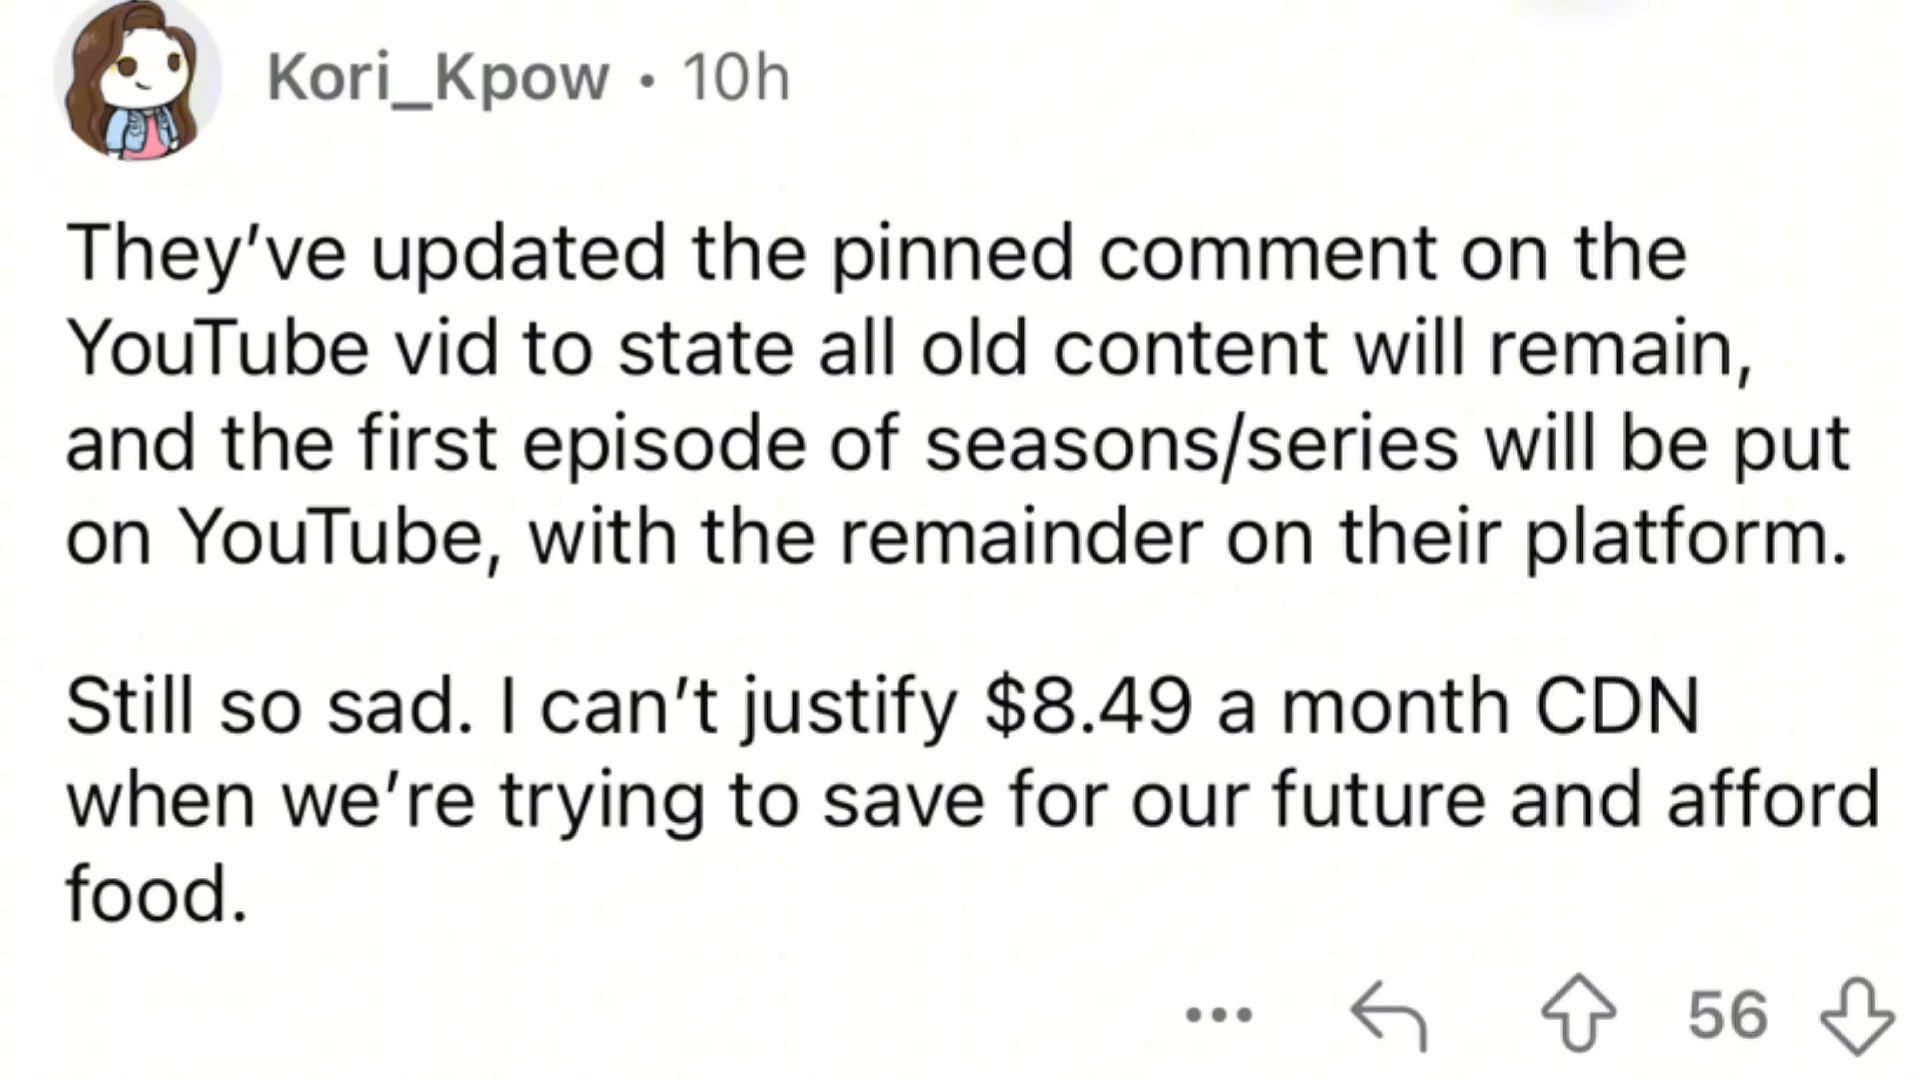 Kori_Kpow • 10h
They’ve updated the pinned comment on the
YouTube vid to state all old content will remain,
and the first episode of seasons/series will be put
on YouTube, with the remainder on their platform.
Still so sad. I can’t justify $8.49 a month CDN
when we’re trying to save for our future and afford
food.
56